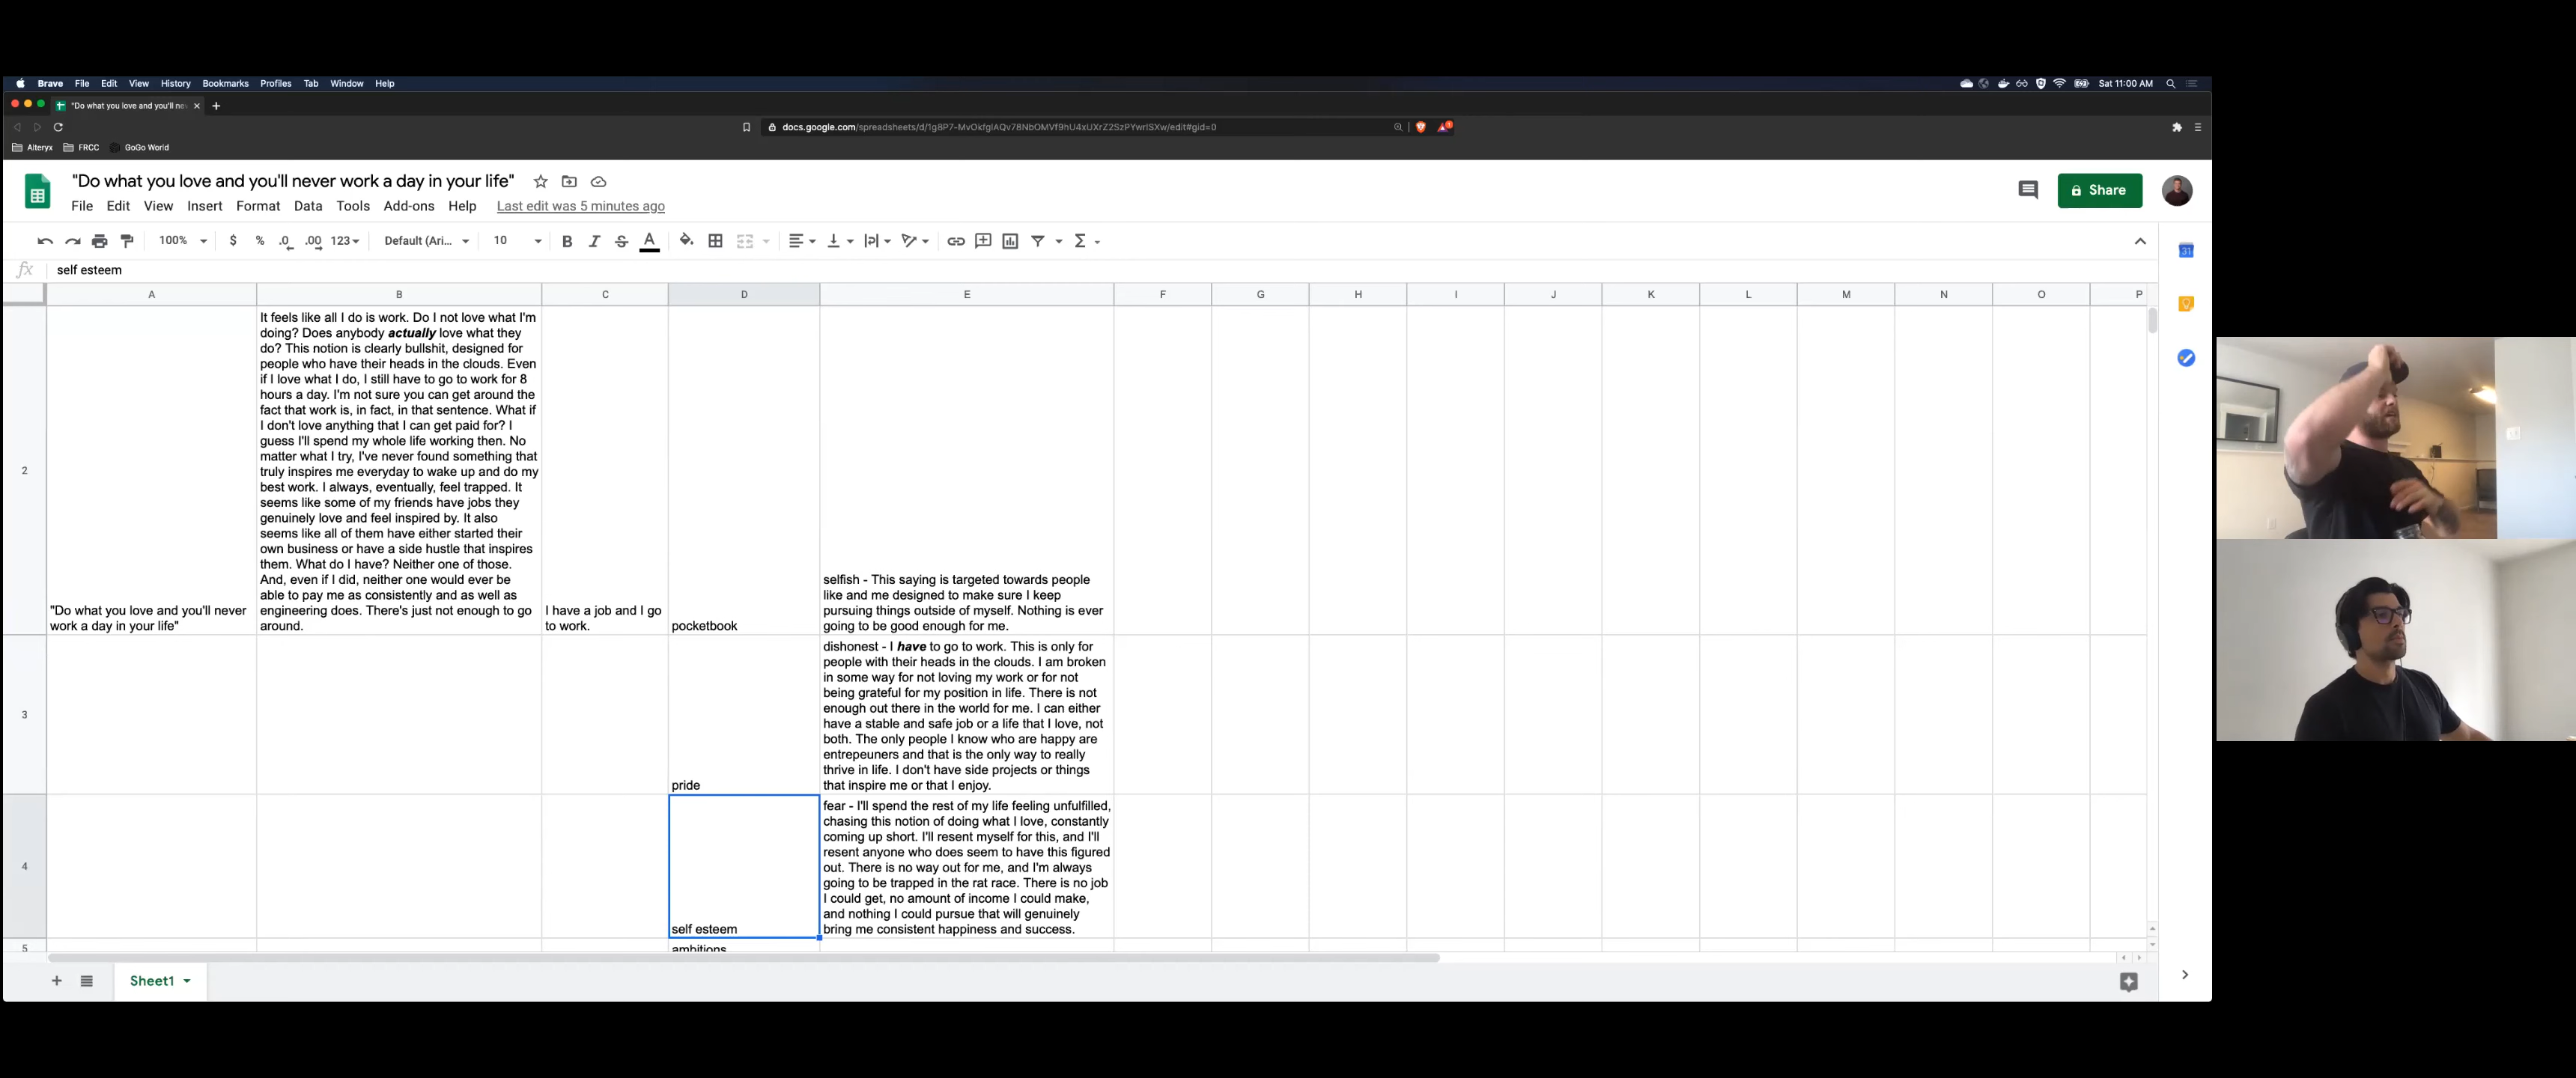 Brave File Edit View History Bookmarks Profiles Tab Window Help
Sat 11:00 AM
"Do what you love and you'll nev
docs.google.com/spreadsheets/d/1g8P7-MvOkfglAQv78NbOMVf9hU4xUXrZ2SzPYwrlSXw/edit#gid=0
Alteryx FRCC GoGo World
"Do what you love and you'll never work a day in your life"
Share
File Edit View Insert Format Data Tools Add-ons Help Last edit was 5 minutes ago
100% $ % .0 .00 123 Default (Ari... 10 B I S A
fx self esteem
A B C D E F G H I J K L M N O P
2
"Do what you love and you'll never
work a day in your life"
It feels like all I do is work. Do I not love what I'm
doing? Does anybody actually love what they
do? This notion is clearly bullshit, designed for
people who have their heads in the clouds. Even
if I love what I do, I still have to go to work for 8
hours a day. I'm not sure you can get around the
fact that work is, in fact, in that sentence. What if
I don't love anything that I can get paid for? I
guess I'll spend my whole life working then. No
matter what I try, I've never found something that
truly inspires me everyday to wake up and do my
best work. I always, eventually, feel trapped. It
seems like some of my friends have jobs they
genuinely love and feel inspired by. It also
seems like all of them have either started their
own business or have a side hustle that inspires
them. What do I have? Neither one of those.
And, even if I did, neither one would ever be
able to pay me as consistently and as well as
engineering does. There's just not enough to go
around.
I have a job and I go
to work.
pocketbook
selfish - This saying is targeted towards people
like and me designed to make sure I keep
pursuing things outside of myself. Nothing is ever
going to be good enough for me.
3
pride
dishonest - I have to go to work. This is only for
people with their heads in the clouds. I am broken
in some way for not loving my work or for not
being grateful for my position in life. There is not
enough out there in the world for me. I can either
have a stable and safe job or a life that I love, not
both. The only people I know who are happy are
entrepeuners and that is the only way to really
thrive in life. I don't have side projects or things
that inspire me or that I enjoy.
4
self esteem
fear - I'll spend the rest of my life feeling unfulfilled,
chasing this notion of doing what I love, constantly
coming up short. I'll resent myself for this, and I'll
resent anyone who does seem to have this figured
out. There is no way out for me, and I'm always
going to be trapped in the rat race. There is no job
I could get, no amount of income I could make,
and nothing I could pursue that will genuinely
bring me consistent happiness and success.
5
ambitions
Sheet1
31